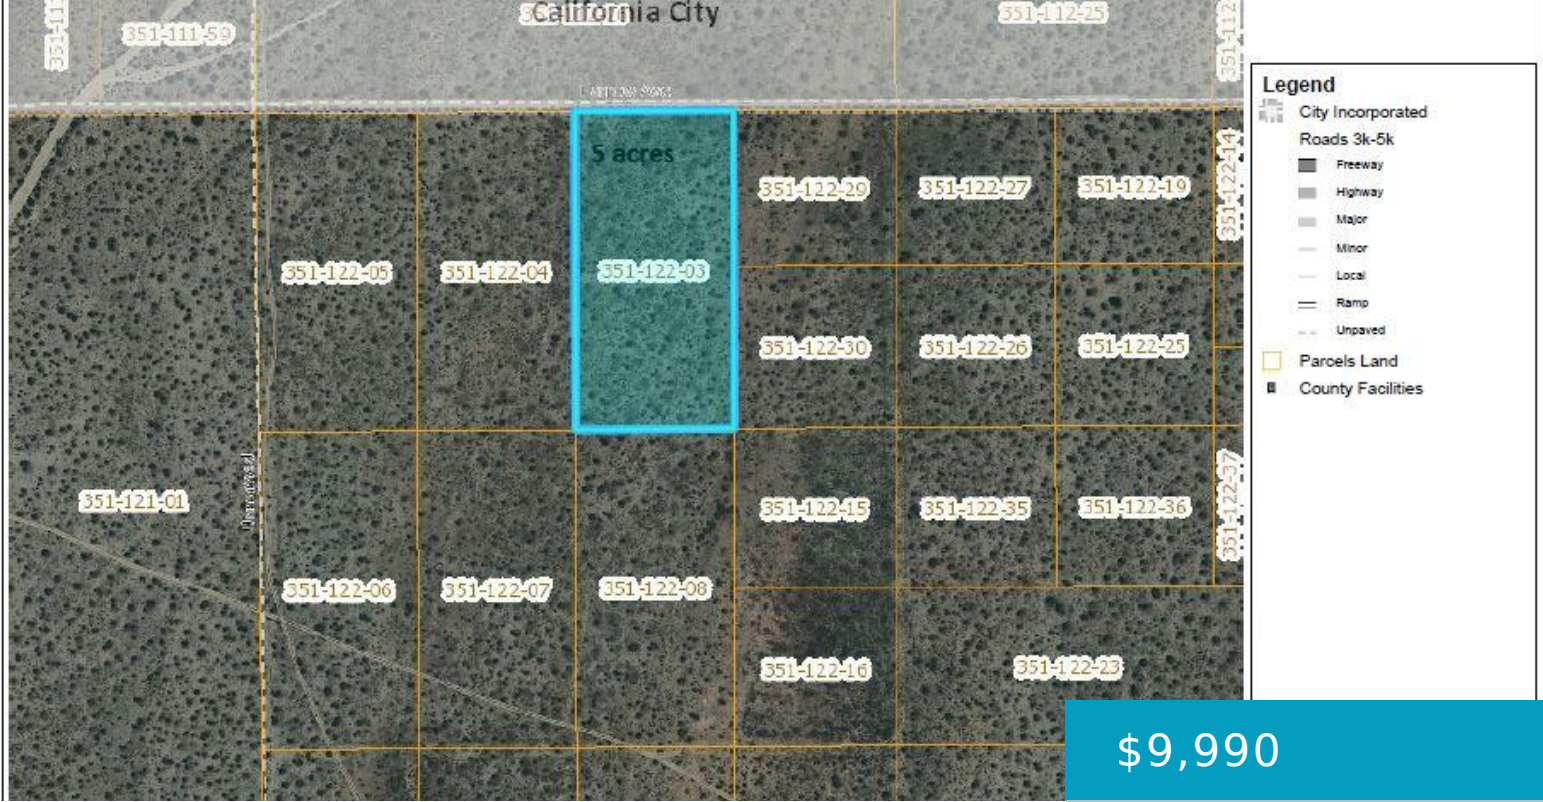 California City
351-111-59
351-112-25
5 acres
351-122-29
351-122-27
351-122-19
351-122-14
351-122-05
351-122-04
351-122-03
351-122-30
351-122-26
351-122-25
351-121-01
351-122-15
351-122-35
351-122-36
351-122-37
351-122-06
351-122-07
351-122-08
351-122-16
351-122-23
Legend
City Incorporated
Roads 3k-5k
Freeway
Highway
Major
Minor
Local
Ramp
Unpaved
Parcels Land
County Facilities
$9,990